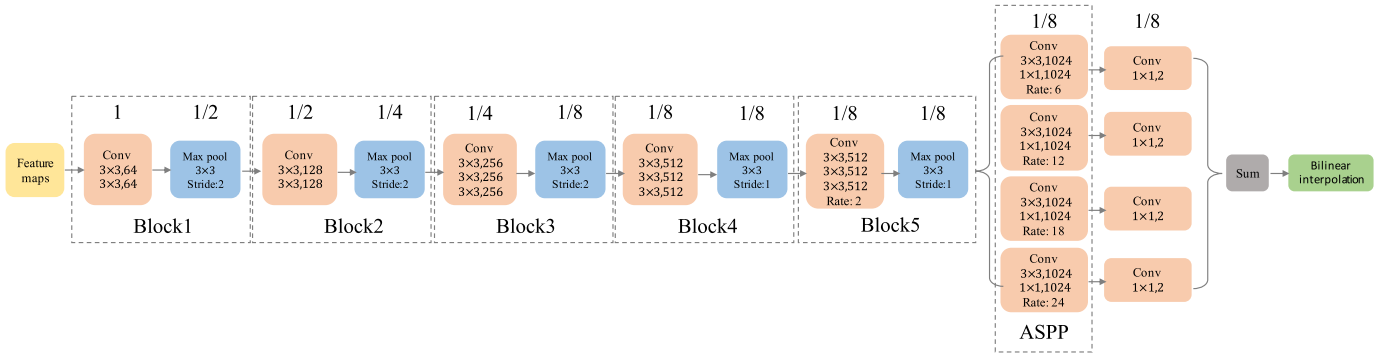 Feature
maps
1
1/2
Conv
3×3,64
3×3,64
Max pool
3×3
Stride:2
Block1
1/2
1/4
Conv
3×3,128
3×3,128
Max pool
3×3
Stride:2
Block2
1/4
1/8
Conv
3×3,256
3×3,256
3×3,256
Max pool
3×3
Stride:2
Block3
1/8
1/8
Conv
3×3,512
3×3,512
3×3,512
Max pool
3×3
Stride:1
Block4
1/8
1/8
Conv
3×3,512
3×3,512
3×3,512
Rate: 2
Max pool
3×3
Stride:1
Block5
1/8
1/8
Conv
3×3,1024
1×1,1024
Rate: 6
Conv
1×1,2
Conv
3×3,1024
1×1,1024
Rate: 12
Conv
1×1,2
Conv
3×3,1024
1×1,1024
Rate: 18
Conv
1×1,2
Conv
3×3,1024
1×1,1024
Rate: 24
Conv
1×1,2
ASPP
Sum
Bilinear
interpolation